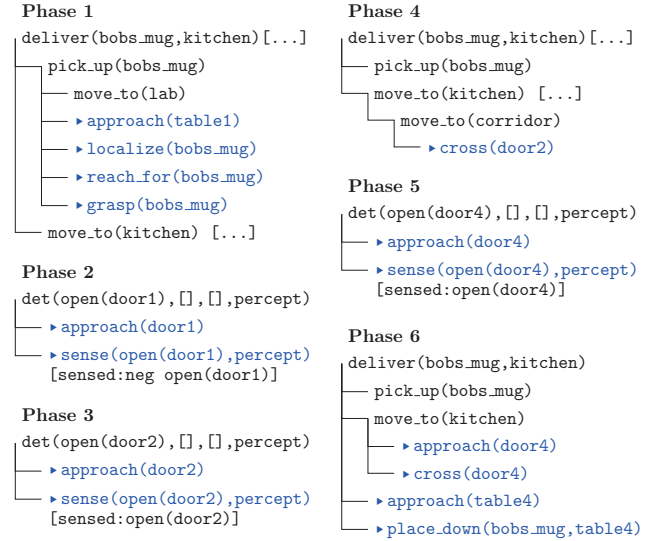 Phase 1
deliver(bobs_mug,kitchen)[...]
pick_up(bobs_mug)
move_to(lab)
▸approach(table1)
▸localize(bobs_mug)
▸reach_for(bobs_mug)
▸grasp(bobs_mug)
move_to(kitchen) [...]
Phase 2
det(open(door1),[],[],percept)
▸approach(door1)
▸sense(open(door1),percept)
[sensed:neg open(door1)]
Phase 3
det(open(door2),[],[],percept)
▸approach(door2)
▸sense(open(door2),percept)
[sensed:open(door2)]
Phase 4
deliver(bobs_mug,kitchen)[...]
pick_up(bobs_mug)
move_to(kitchen) [...]
move_to(corridor)
▸cross(door2)
Phase 5
det(open(door4),[],[],percept)
▸approach(door4)
▸sense(open(door4),percept)
[sensed:open(door4)]
Phase 6
deliver(bobs_mug,kitchen)
pick_up(bobs_mug)
move_to(kitchen)
▸approach(door4)
▸cross(door4)
▸approach(table4)
▸place_down(bobs_mug,table4)